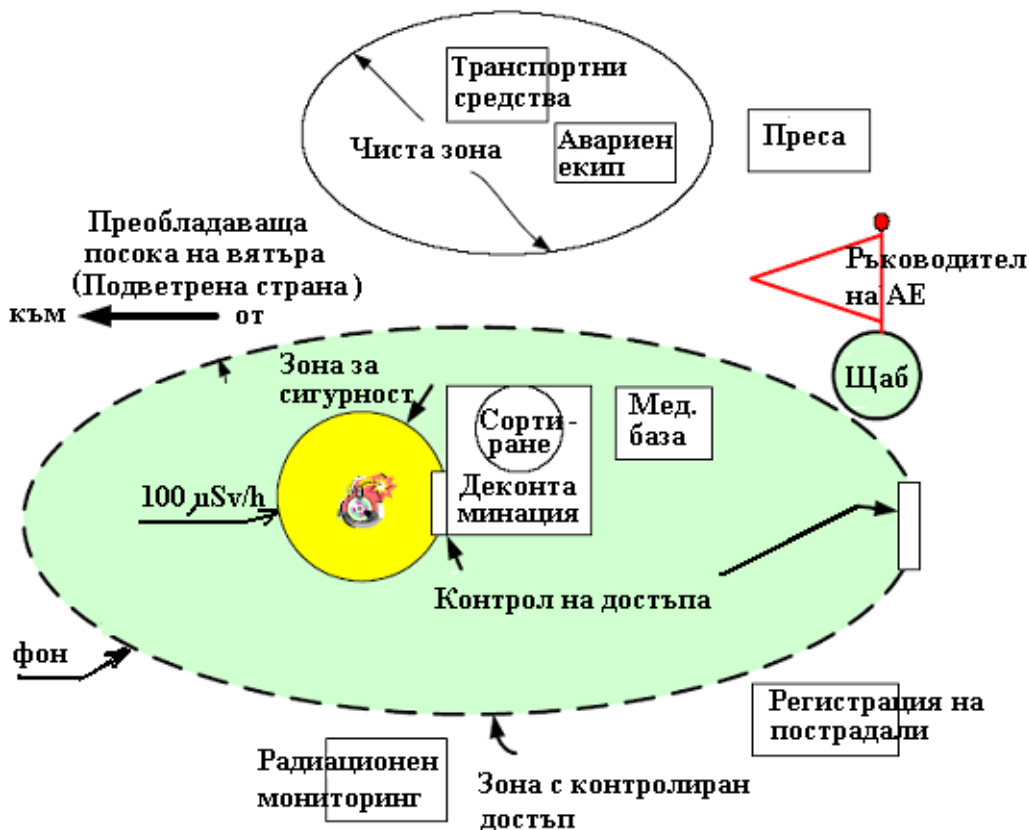 Транспортни
средства
Чиста зона
Авариен
екип
Преса
Преобладаваща
посока на вятъра
(Подветрена страна)
към
от
Ръководител
на АЕ
Щаб
Зона за
сигурност
Сорти -
ране
Мед.
база
100 µSv/h
Деконта
минация
Контрол на достъпа
фон
Регистрация на
пострадали
Радиационен
мониторинг
Зона с контролиран
достъп